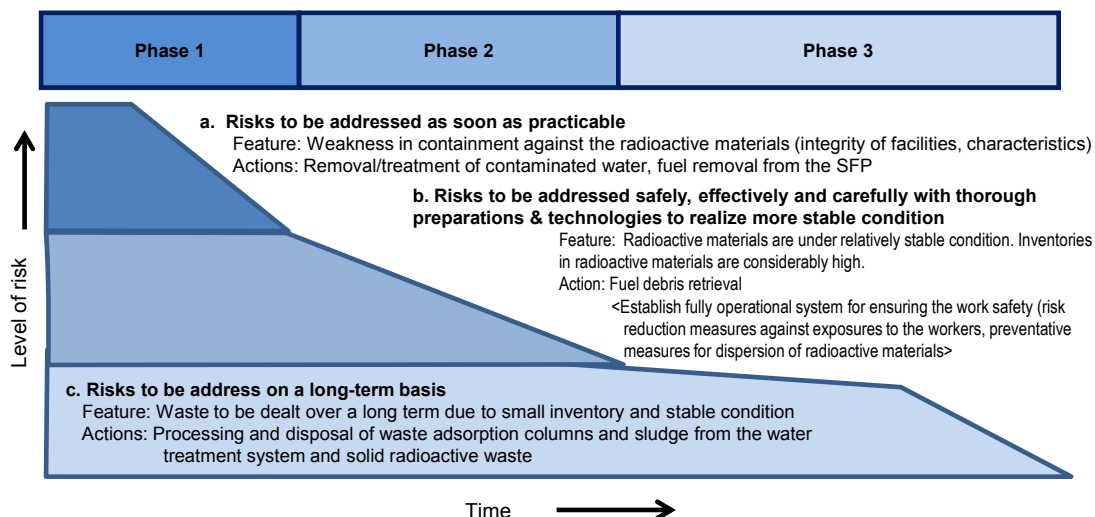 Phase 1
Phase 2
Phase 3
a. Risks to be addressed as soon as practicable
Feature: Weakness in containment against the radioactive materials (integrity of facilities, characteristics)
Actions: Removal/treatment of contaminated water, fuel removal from the SFP
b. Risks to be addressed safely, effectively and carefully with thorough
preparations & technologies to realize more stable condition
Feature: Radioactive materials are under relatively stable condition. Inventories
in radioactive materials are considerably high.
Action: Fuel debris retrieval
<Establish fully operational system for ensuring the work safety (risk
reduction measures against exposures to the workers, preventative
measures for dispersion of radioactive materials>
Level of risk
c. Risks to be address on a long-term basis
Feature: Waste to be dealt over a long term due to small inventory and stable condition
Actions: Processing and disposal of waste adsorption columns and sludge from the water
treatment system and solid radioactive waste
Time